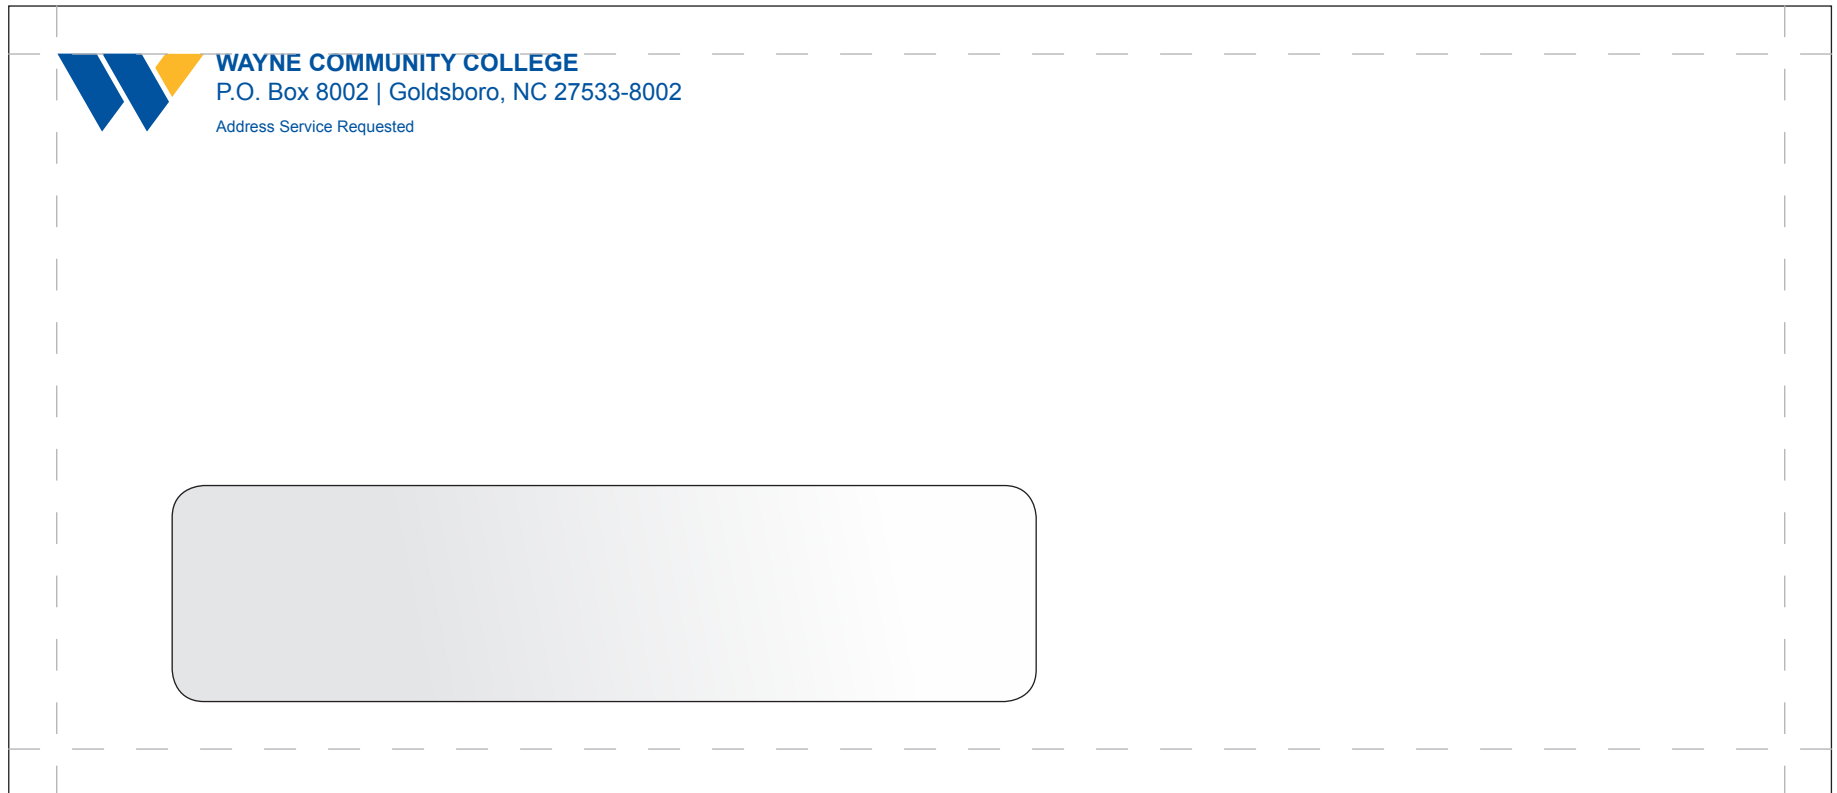 WAYNE COMMUNITY COLLEGE
P.O. Box 8002 | Goldsboro, NC 27533-8002
Address Service Requested